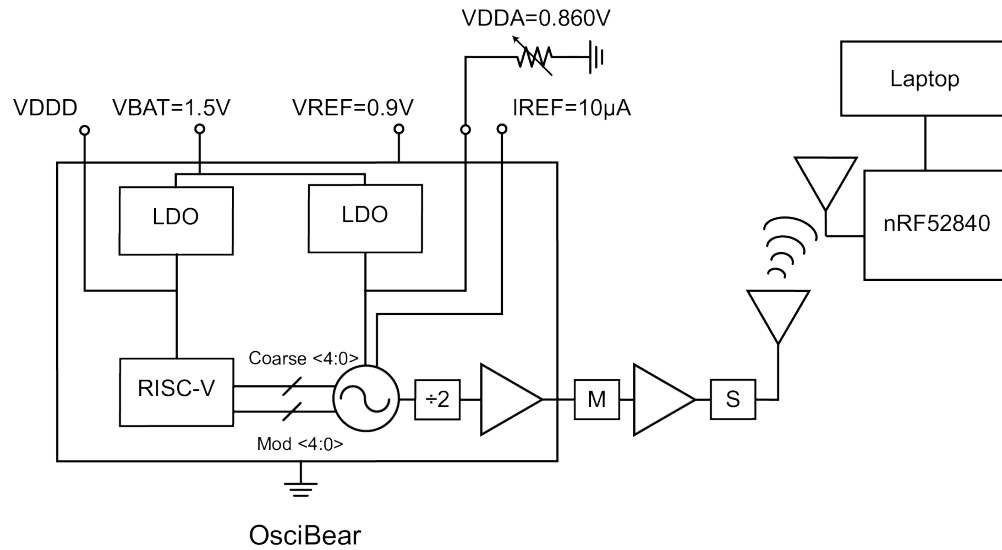 VDDA=0.860V
VDDD
VBAT=1.5V
VREF=0.9V
IREF=10µA
Laptop
LDO
LDO
nRF52840
Coarse <4:0>
RISC-V
÷2
M
S
Mod <4:0>
OsciBear